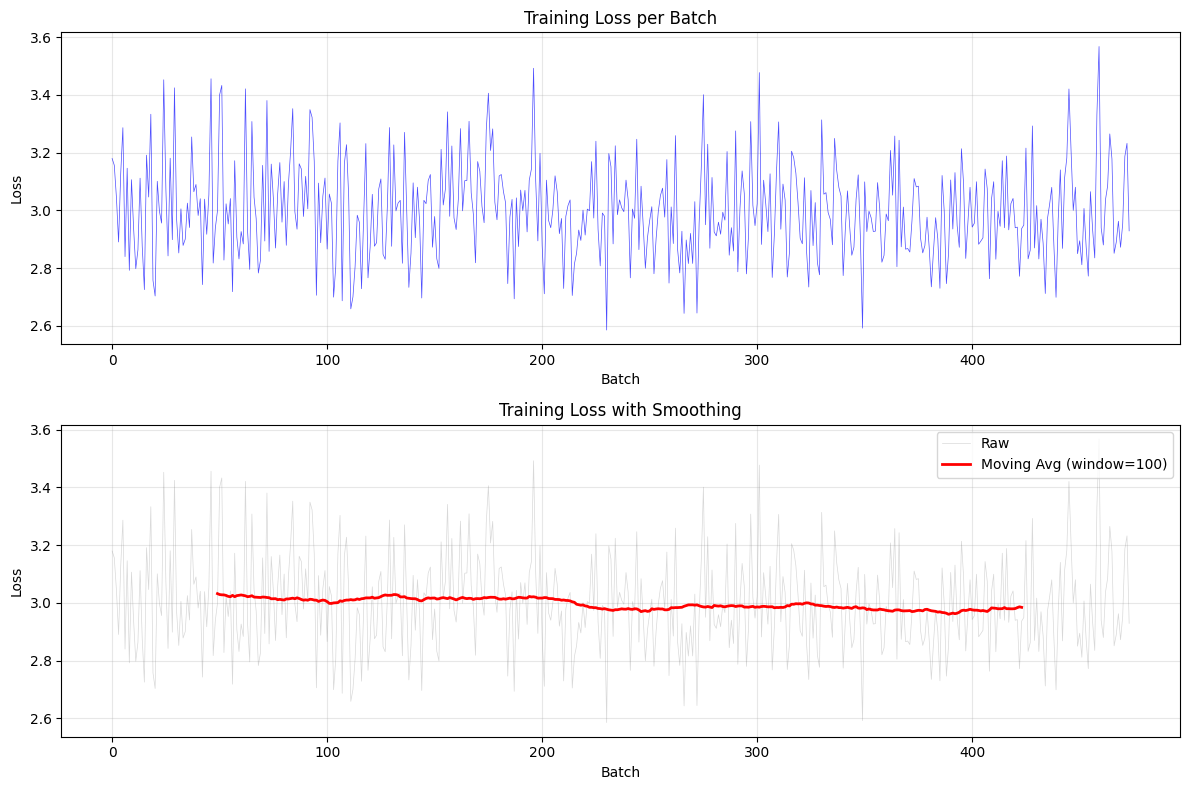 Training Loss per Batch
3.6
3.4
3.2
3.0
2.8
2.6
Loss
0 100 200 300 400
Batch
Training Loss with Smoothing
3.6
3.4
3.2
3.0
2.8
2.6
Loss
Raw
Moving Avg (window=100)
0 100 200 300 400
Batch